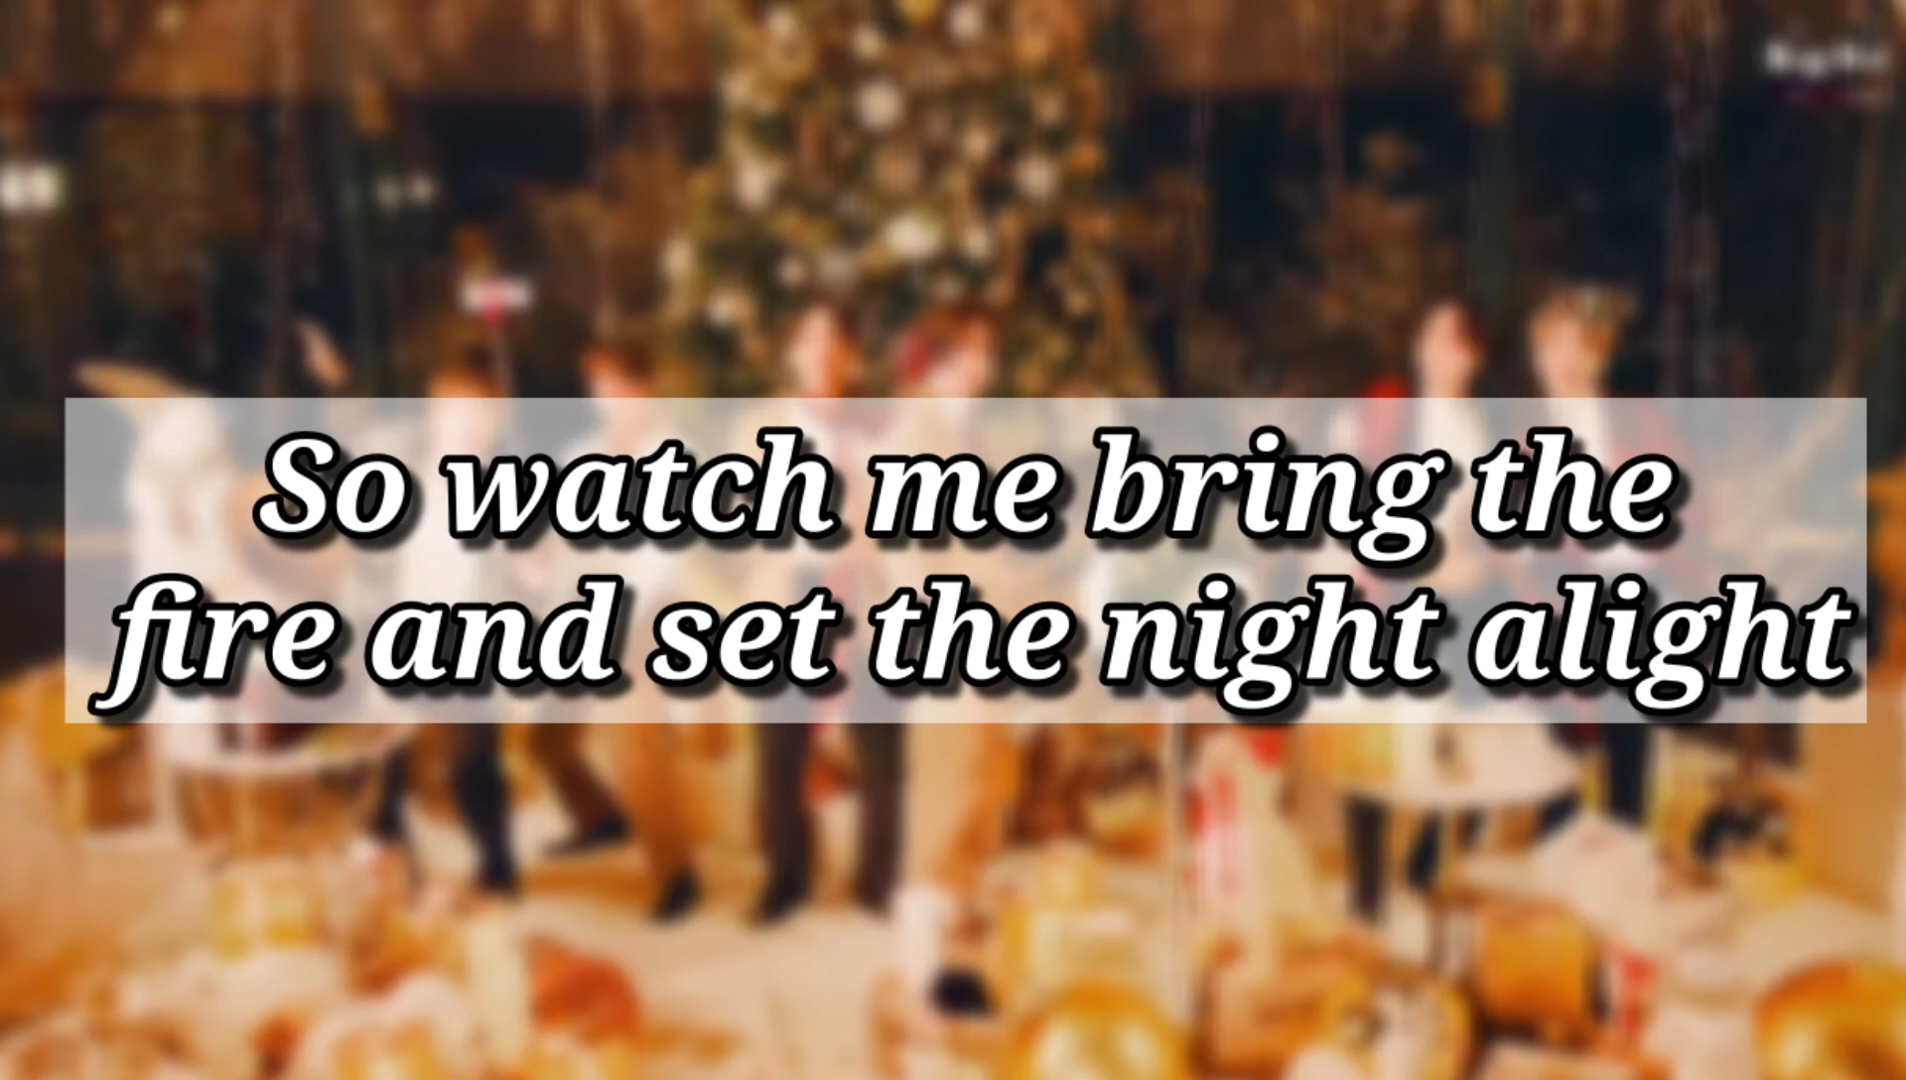 So watch me bring the
fire and set the night alight